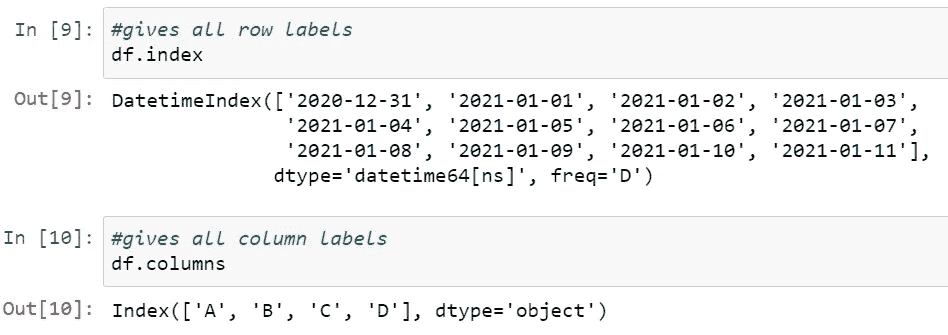 In [9]: #gives all row labels
df.index
Out[9]: DatetimeIndex(['2020-12-31', '2021-01-01', '2021-01-02', '2021-01-03',
'2021-01-04', '2021-01-05', '2021-01-06', '2021-01-07',
'2021-01-08', '2021-01-09', '2021-01-10', '2021-01-11'],
dtype='datetime64[ns]', freq='D')
In [10]: #gives all column labels
df.columns
Out[10]: Index(['A', 'B', 'C', 'D'], dtype='object')